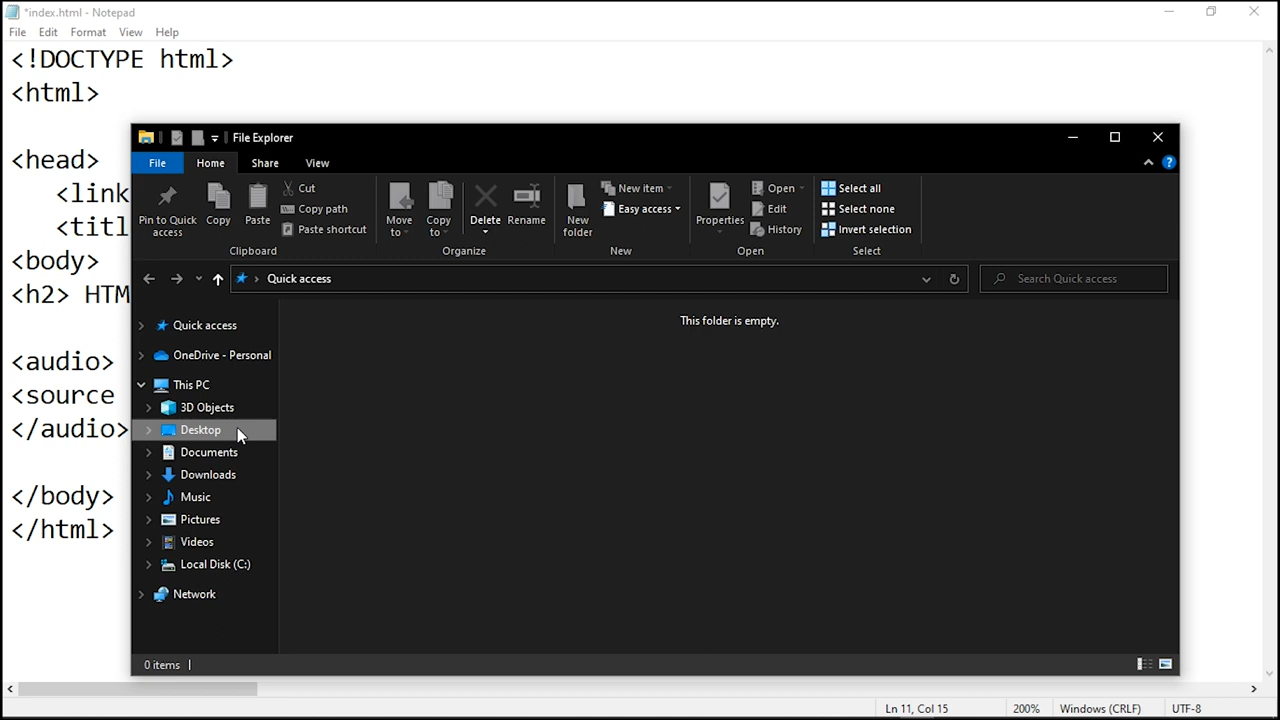 *index.html - Notepad
File Edit Format View Help
<!DOCTYPE html>
<html>
<head>
<link
<titl
<body>
<h2> HTM
<audio>
<source
</audio>
</body>
</html>
File Explorer
File Home Share View
Pin to Quick access
Copy
Paste
Cut
Copy path
Paste shortcut
Clipboard
Move to
Copy to
Delete
Rename
Organize
New folder
New item
Easy access
New
Properties
Open
Edit
History
Open
Select all
Select none
Invert selection
Select
Quick access
Search Quick access
Quick access
OneDrive - Personal
This PC
3D Objects
Desktop
Documents
Downloads
Music
Pictures
Videos
Local Disk (C:)
Network
This folder is empty.
0 items
Ln 11, Col 15 200% Windows (CRLF) UTF-8